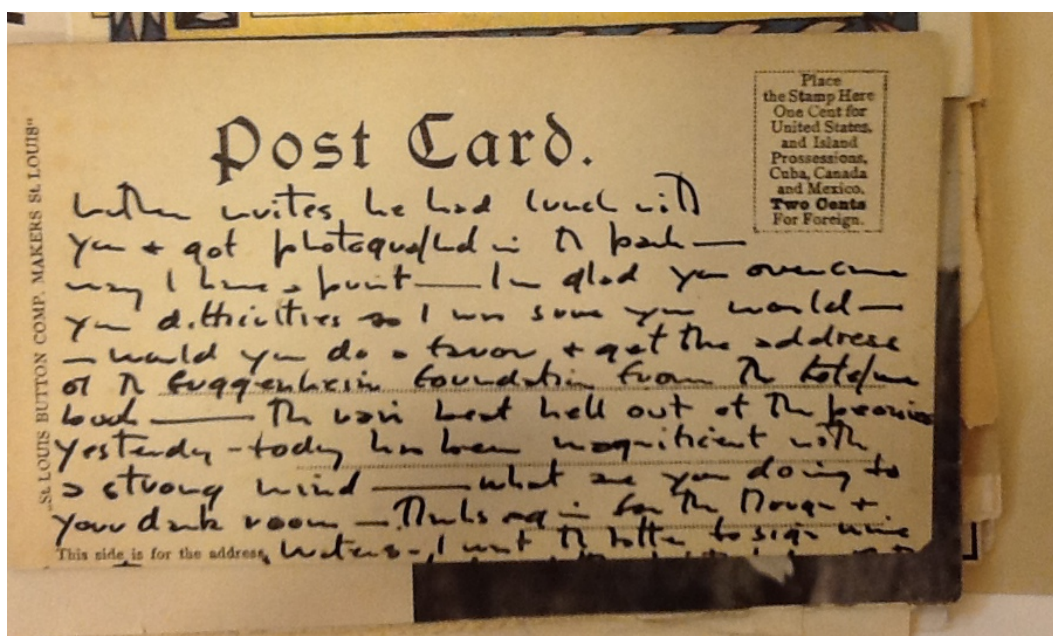 Post Card.
Place
the Stamp Here
One Cent for
United States,
and Island
Prossessions,
Cuba, Canada
and Mexico.
Two Cents
For Foreign.
"ST. LOUIS BUTTON COMP. MAKERS St. LOUIS"
writes he had lunch with
you + got photographed in the park —
may I have a print — I'm glad you overcame
your difficulties as I was sure you would —
— would you do a favor + get the address
of the Guggenheim Foundation from the telephone
book — The rain beat hell out of the peonies
yesterday - today has been magnificent with
a strong wind — what are you doing to
your dark room — Thanks again for the +
This side is for the address
- I want the latter to sign mine